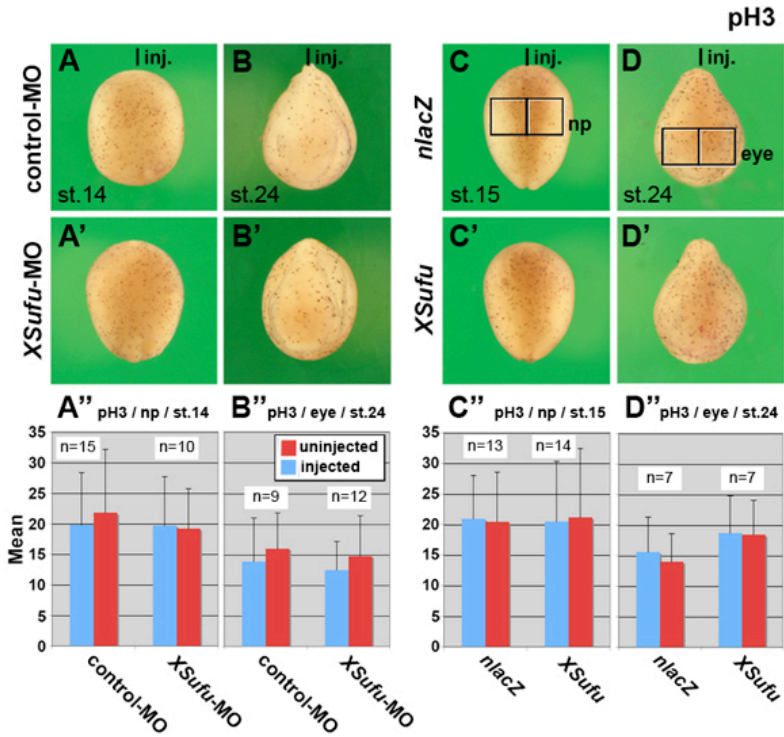 pH3
A
inj.
B
inj.
C
inj.
D
inj.
control-MO
nlacZ
np
eye
st.14
st.24
st.15
st.24
A’
B’
C’
D’
XSufu-MO
XSufu
A’’ pH3 / np / st.14
B’’ pH3 / eye / st.24
C’’ pH3 / np / st.15
D’’ pH3 / eye / st.24
35
30
25
20
15
10
5
0
Mean
n=15
n=10
uninjected
injected
n=9
n=12
control-MO
XSufu-MO
control-MO
XSufu-MO
35
30
25
20
15
10
5
0
n=13
n=14
n=7
n=7
nlacZ
XSufu
nlacZ
XSufu